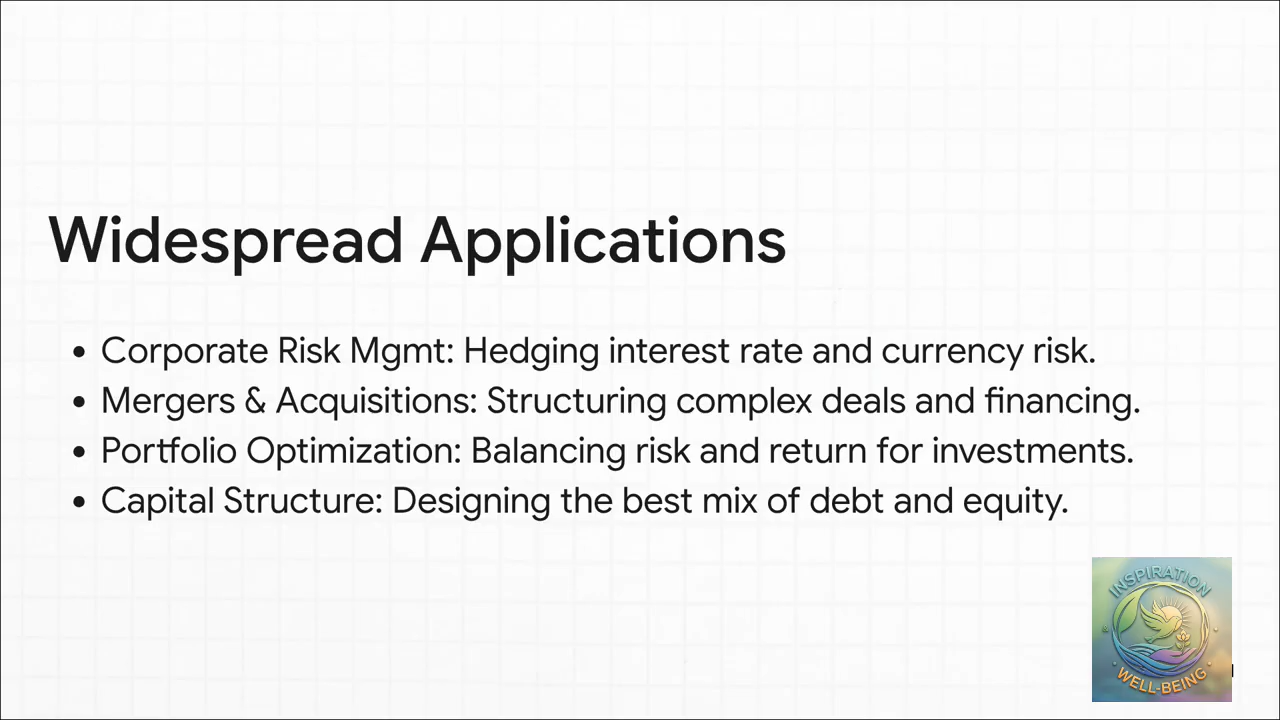 Widespread Applications
• Corporate Risk Mgmt: Hedging interest rate and currency risk.
• Mergers & Acquisitions: Structuring complex deals and financing.
• Portfolio Optimization: Balancing risk and return for investments.
• Capital Structure: Designing the best mix of debt and equity.
INSPIRATION
WELL-BEING